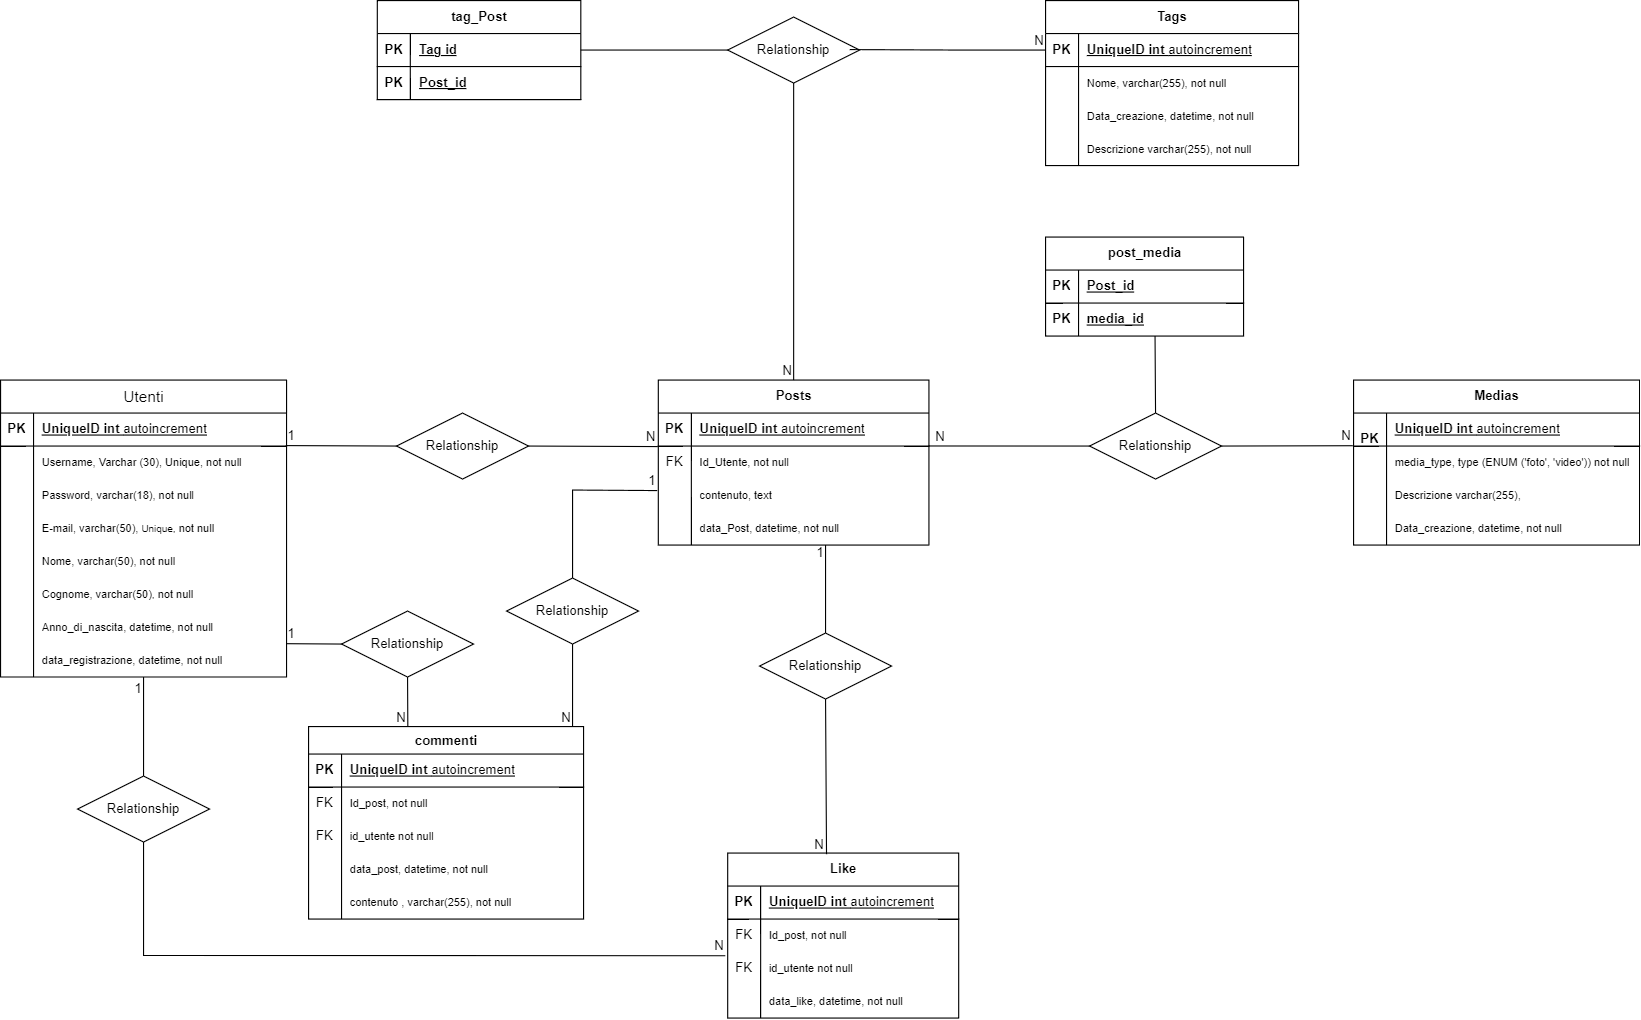 tag_Post
PK Tag id
PK Post_id
Relationship
N
Tags
PK UniqueID int autoincrement
Nome, varchar(255), not null
Data_creazione, datetime, not null
Descrizione varchar(255), not null
post_media
PK Post_id
PK media_id
N
Utenti
PK UniqueID int autoincrement
Username, Varchar (30), Unique, not null
Password, varchar(18), not null
E-mail, varchar(50), Unique, not null
Nome, varchar(50), not null
Cognome, varchar(50), not null
Anno_di_nascita, datetime, not null
data_registrazione, datetime, not null
1
Relationship
N
Posts
PK UniqueID int autoincrement
FK Id_Utente, not null
contenuto, text
data_Post, datetime, not null
N
Relationship
N
Medias
PK UniqueID int autoincrement
media_type, type (ENUM ('foto', 'video')) not null
Descrizione varchar(255),
Data_creazione, datetime, not null
1
1
Relationship
1
Relationship
N
N
1
Relationship
Relationship
commenti
PK UniqueID int autoincrement
FK Id_post, not null
FK id_utente not null
data_post, datetime, not null
contenuto , varchar(255), not null
N
N
Like
PK UniqueID int autoincrement
FK Id_post, not null
FK id_utente not null
data_like, datetime, not null